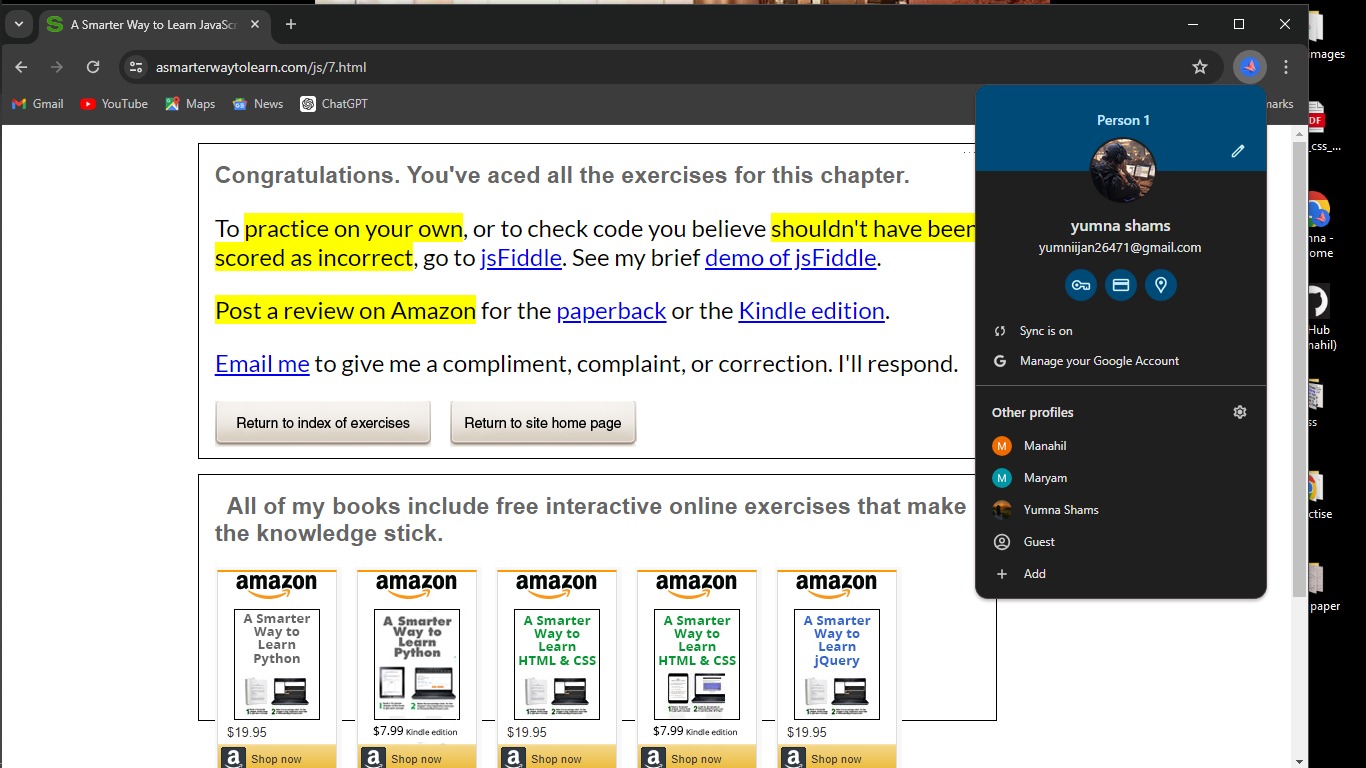 A Smarter Way to Learn JavaScr
asmarterwaytolearn.com/js/7.html
Gmail
YouTube
Maps
News
ChatGPT
marks
Congratulations. You've aced all the exercises for this chapter.
To practice on your own, or to check code you believe shouldn't have been
scored as incorrect, go to jsFiddle. See my brief demo of jsFiddle.
Post a review on Amazon for the paperback or the Kindle edition.
Email me to give me a compliment, complaint, or correction. I'll respond.
Return to index of exercises
Return to site home page
All of my books include free interactive online exercises that make
the knowledge stick.
amazon
A Smarter
Way to
Learn
Python
$19.95
Shop now
amazon
A Smarter
Way to
Learn
Python
$7.99 Kindle edition
Shop now
amazon
A Smarter
Way to
Learn
HTML & CSS
$19.95
Shop now
amazon
A Smarter
Way to
Learn
HTML & CSS
$7.99 Kindle edition
Shop now
amazon
A Smarter
Way to
Learn
jQuery
$19.95
Shop now
Person 1
yumna shams
yumniijan26471@gmail.com
Sync is on
Manage your Google Account
Other profiles
M Manahil
M Maryam
Yumna Shams
Guest
Add
mages
DF
_css_...
na -
ome
Hub
nahil)
ss
ctise
paper